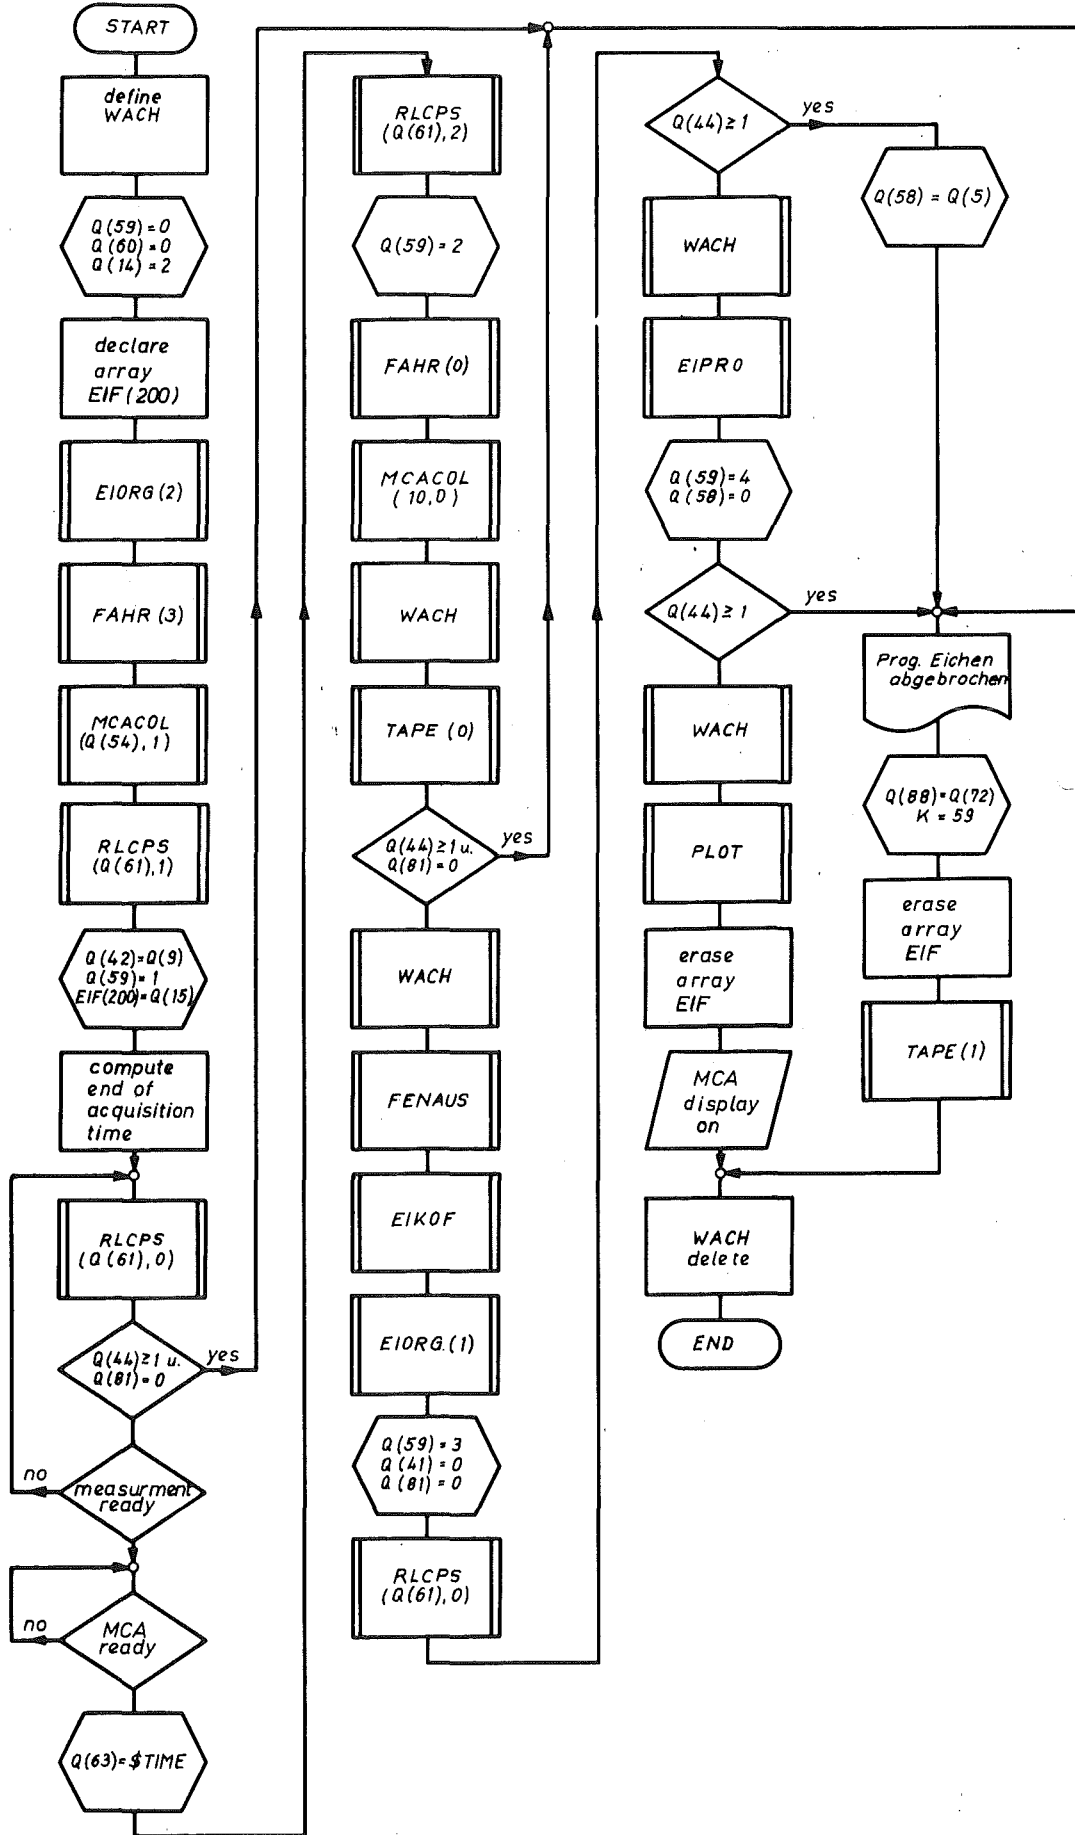 START
define
WACH
Q(59)=0
Q(60)=0
Q(14)=2
declare
array
EIF(200)
EIORG(2)
FAHR(3)
MCACOL
(Q(54),1)
RLCPS
(Q(61),1)
Q(42)=Q(9)
Q(59)=1
EIF(200)=Q(15)
compute
end of
acquisition
time
RLCPS
(Q(61),0)
Q(44)≥1 u.
Q(81)=0
yes
no
measurment
ready
no
MCA
ready
Q(63)=$TIME
RLCPS
(Q(61),2)
Q(59)=2
FAHR(0)
MCACOL
(10,0)
WACH
TAPE(0)
Q(44)≥1 u.
Q(81)=0
yes
WACH
FENAUS
EIKOF
EIORG.(1)
Q(59)=3
Q(41)=0
Q(81)=0
RLCPS
(Q(61),0)
Q(44)≥1
yes
WACH
EIPRO
Q(59)=4
Q(58)=0
Q(44)≥1
yes
WACH
PLOT
erase
array
EIF
MCA
display
on
WACH
delete
END
Q(58)=Q(5)
Prog. Eichen
abgebrochen
Q(88)=Q(72)
K=59
erase
array
EIF
TAPE(1)